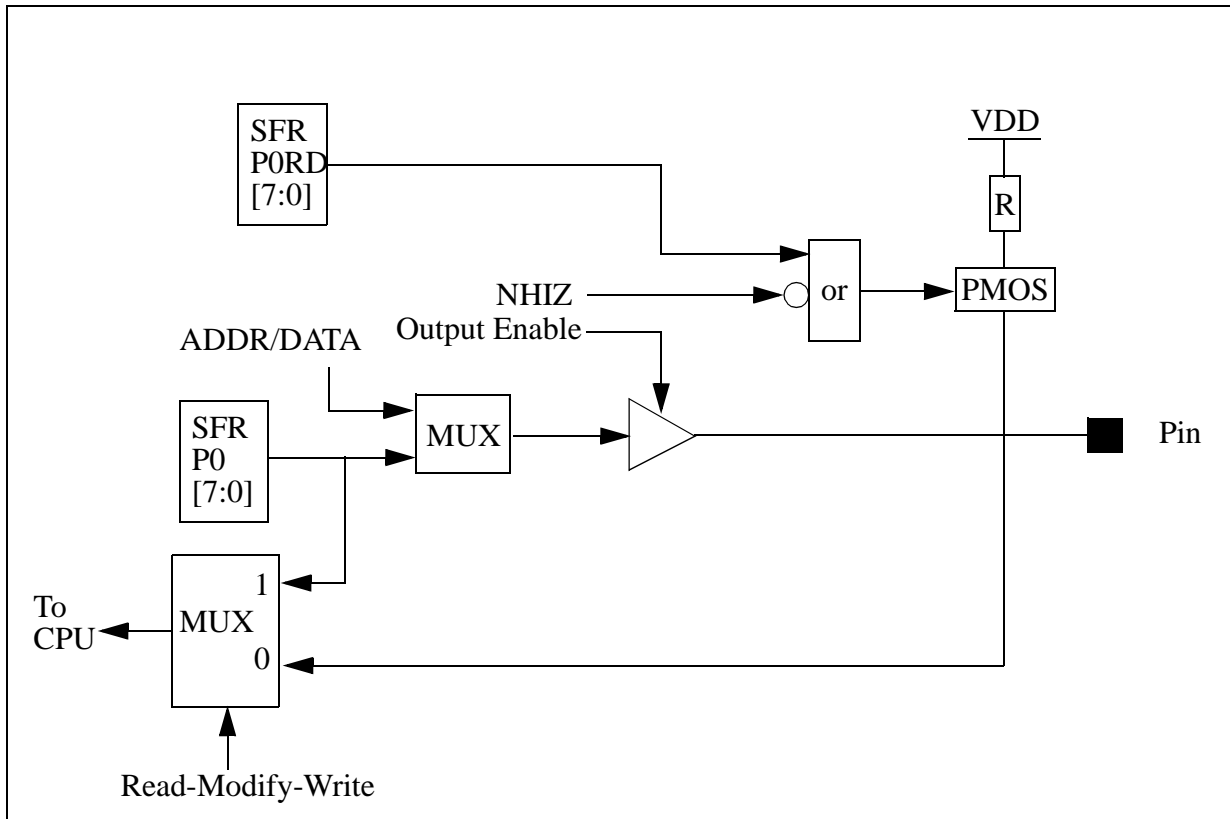 SFR
P0RD
[7:0]
VDD
R
NHIZ
or
PMOS
Output Enable
ADDR/DATA
SFR
P0
[7:0]
MUX
Pin
1
To
CPU
MUX
0
Read-Modify-Write